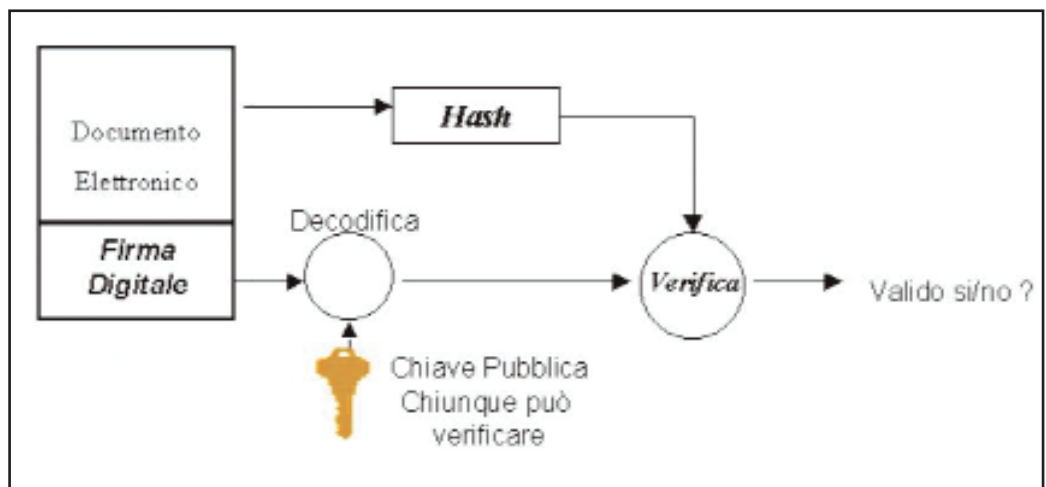 Documento
Elettronico
Firma
Digitale
Hash
Decodifica
Verifica
Valido si/no ?
Chiave Pubblica
Chiunque può
verificare